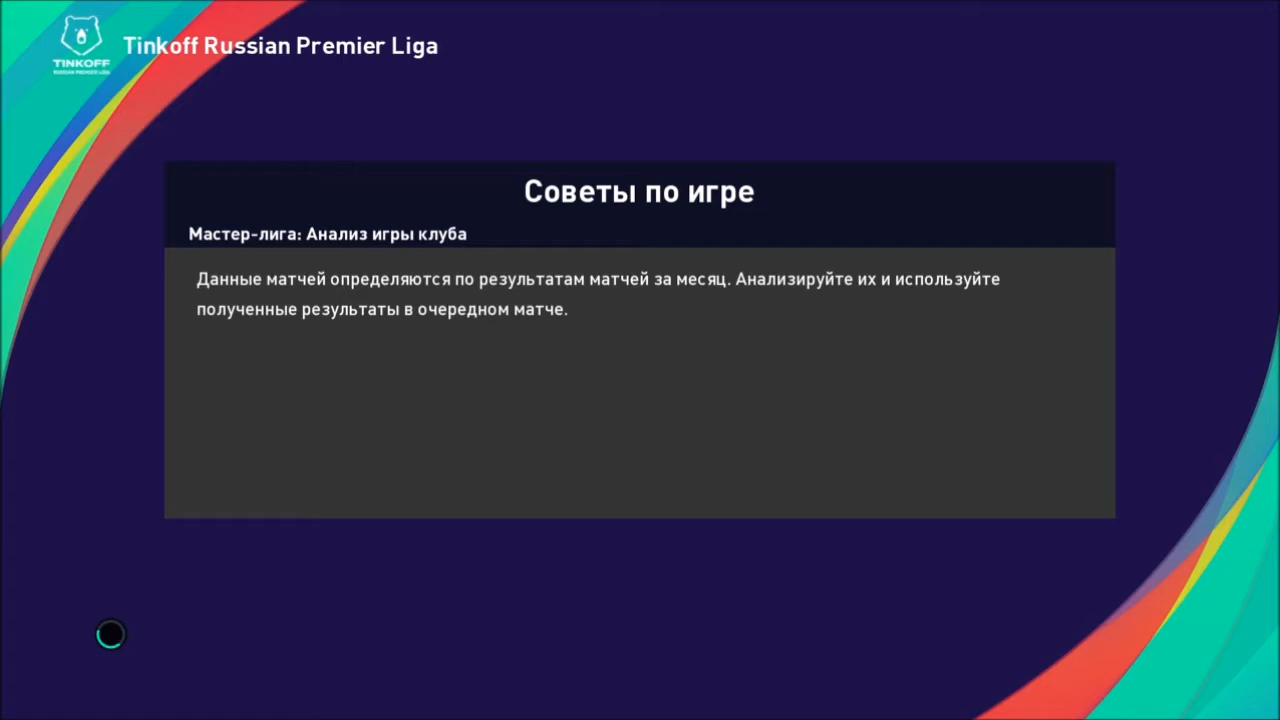 Tinkoff Russian Premier Liga
TINKOFF
RUSSIAN PREMIER LIGA
Советы по игре
Мастер-лига: Анализ игры клуба
Данные матчей определяются по результатам матчей за месяц. Анализируйте их и используйте
полученные результаты в очередном матче.